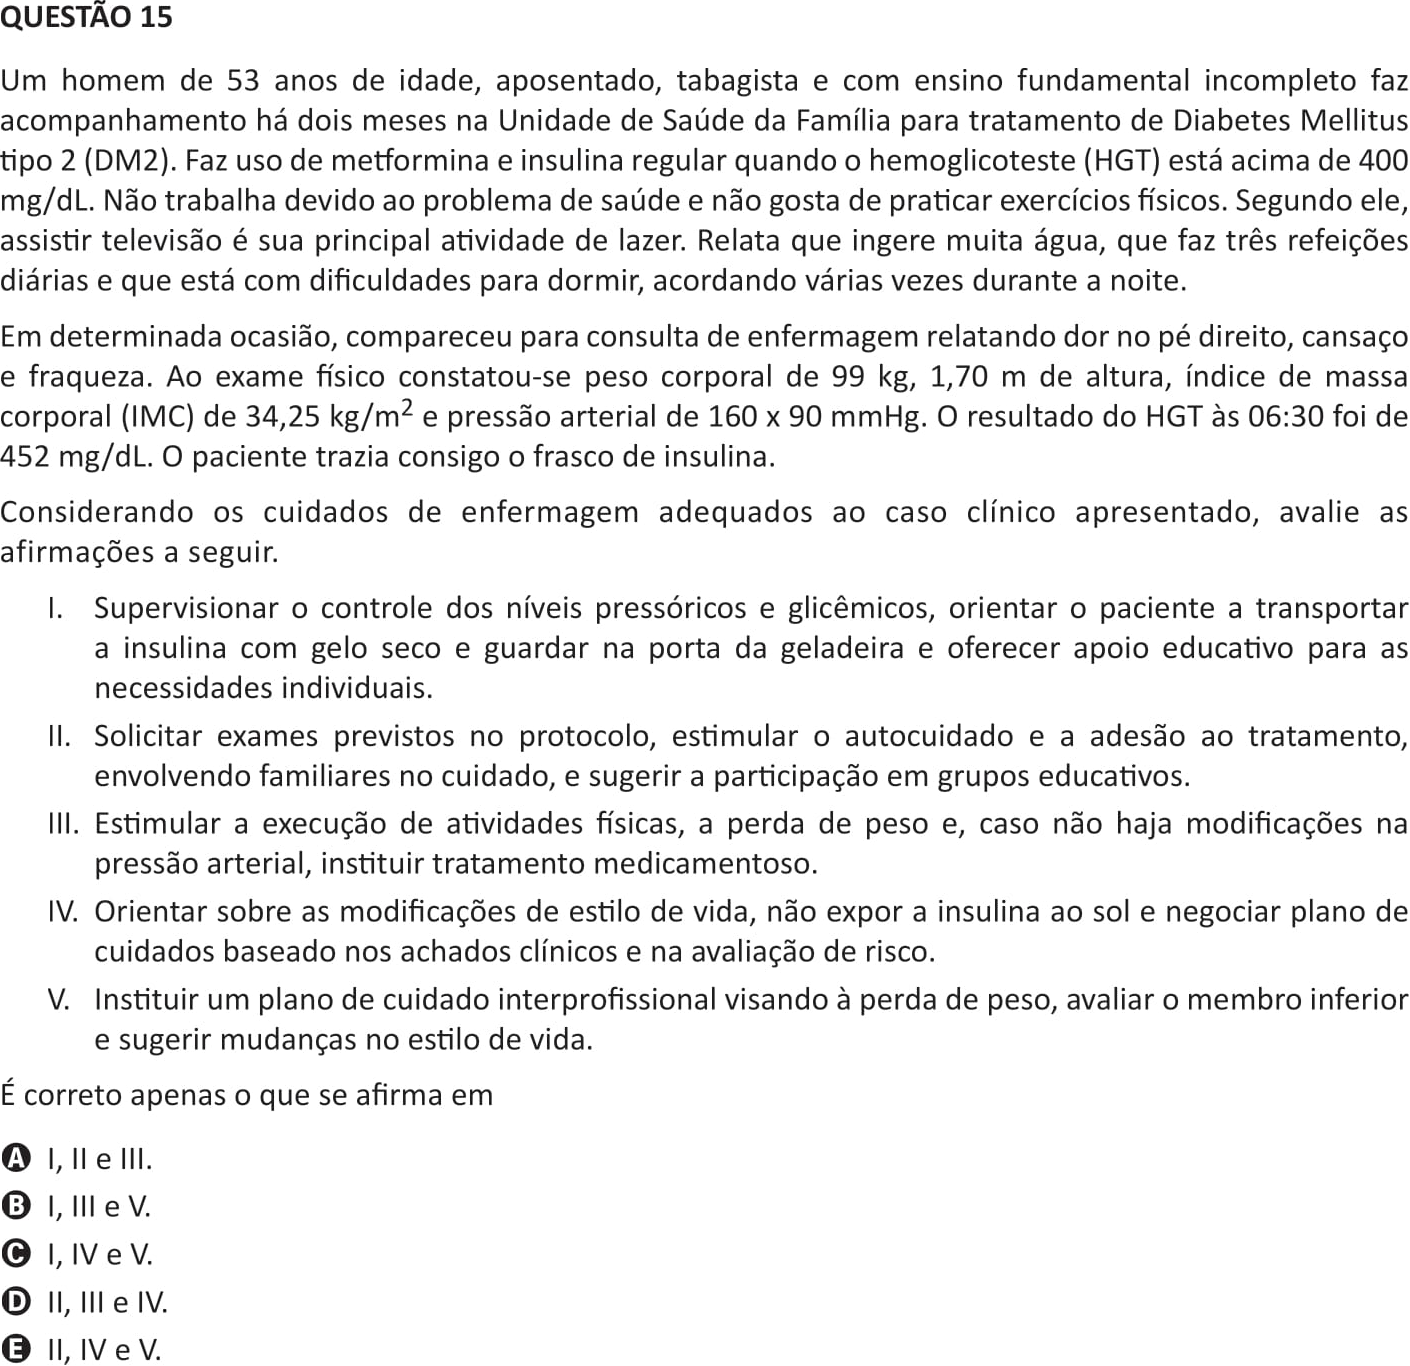 QUESTÃO 15
Um homem de 53 anos de idade, aposentado, tabagista e com ensino fundamental incompleto faz
acompanhamento há dois meses na Unidade de Saúde da Família para tratamento de Diabetes Mellitus
tipo 2 (DM2). Faz uso de metformina e insulina regular quando o hemoglicoteste (HGT) está acima de 400
mg/dL. Não trabalha devido ao problema de saúde e não gosta de praticar exercícios físicos. Segundo ele,
assistir televisão é sua principal atividade de lazer. Relata que ingere muita água, que faz três refeições
diárias e que está com dificuldades para dormir, acordando várias vezes durante a noite.
Em determinada ocasião, compareceu para consulta de enfermagem relatando dor no pé direito, cansaço
e fraqueza. Ao exame físico constatou-se peso corporal de 99 kg, 1,70 m de altura, índice de massa
corporal (IMC) de 34,25 kg/m² e pressão arterial de 160 x 90 mmHg. O resultado do HGT às 06:30 foi de
452 mg/dL. O paciente trazia consigo o frasco de insulina.
Considerando os cuidados de enfermagem adequados ao caso clínico apresentado, avalie as
afirmações a seguir.
I. Supervisionar o controle dos níveis pressóricos e glicêmicos, orientar o paciente a transportar
a insulina com gelo seco e guardar na porta da geladeira e oferecer apoio educativo para as
necessidades individuais.
II. Solicitar exames previstos no protocolo, estimular o autocuidado e a adesão ao tratamento,
envolvendo familiares no cuidado, e sugerir a participação em grupos educativos.
III. Estimular a execução de atividades físicas, a perda de peso e, caso não haja modificações na
pressão arterial, instituir tratamento medicamentoso.
IV. Orientar sobre as modificações de estilo de vida, não expor a insulina ao sol e negociar plano de
cuidados baseado nos achados clínicos e na avaliação de risco.
V. Instituir um plano de cuidado interprofissional visando à perda de peso, avaliar o membro inferior
e sugerir mudanças no estilo de vida.
É correto apenas o que se afirma em
A I, II e III.
B I, III e V.
C I, IV e V.
D II, III e IV.
E II, IV e V.